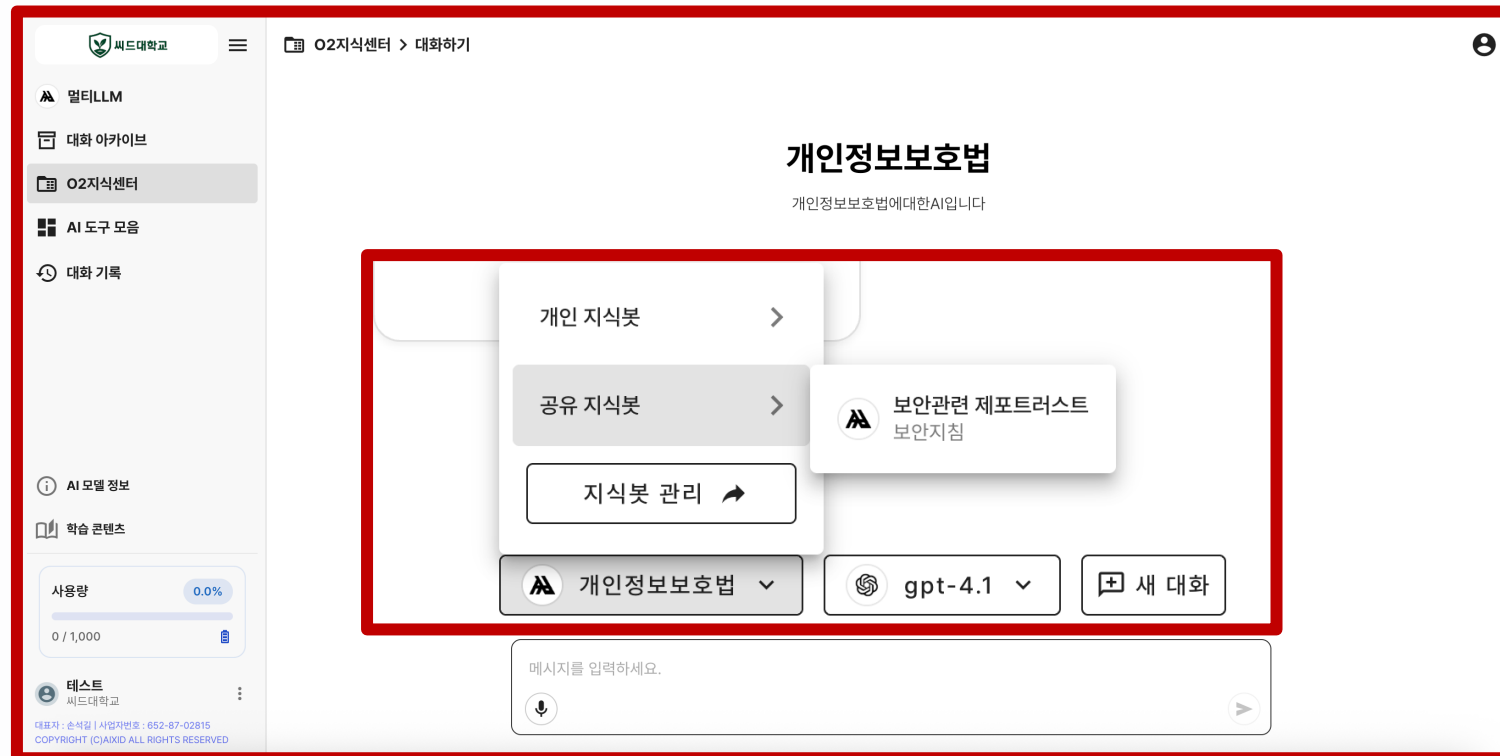 씨드대학교
O2지식센터 > 대화하기
멀티LLM
대화 아카이브
O2지식센터
AI 도구 모음
대화 기록
AI 모델 정보
학습 콘텐츠
사용량 0.0%
0 / 1,000
테스트
씨드대학교
대표자 : 손석길 | 사업자번호 : 652-87-02815
COPYRIGHT (C)AIXID ALL RIGHTS RESERVED
개인정보보호법
개인정보보호법에대한AI입니다
개인 지식봇
공유 지식봇
보안관련 제포트러스트
보안지침
지식봇 관리
개인정보보호법
gpt-4.1
새 대화
메시지를 입력하세요.